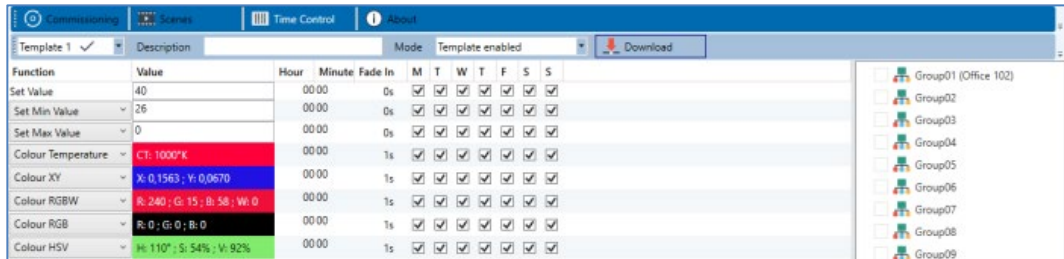 Commissioning Scenes Time Control About
Template 1 Description Mode Template enabled Download
Function Value Hour Minute Fade In M T W T F S S
Set Value 40 00 00 0s
Set Min Value 26 00 00 0s
Set Max Value 0 00 00 0s
Colour Temperature CT: 1000°K 00 00 1s
Colour XY X: 0,1563 ; Y: 0,0670 00 00 1s
Colour RGBW R: 240 ; G: 15 ; B: 58 ; W: 0 00 00 1s
Colour RGB R: 0 ; G: 0 ; B: 0 00 00 1s
Colour HSV H: 110° ; S: 54% ; V: 92% 00 00 1s
Group01 (Office 102)
Group02
Group03
Group04
Group05
Group06
Group07
Group08
Group09